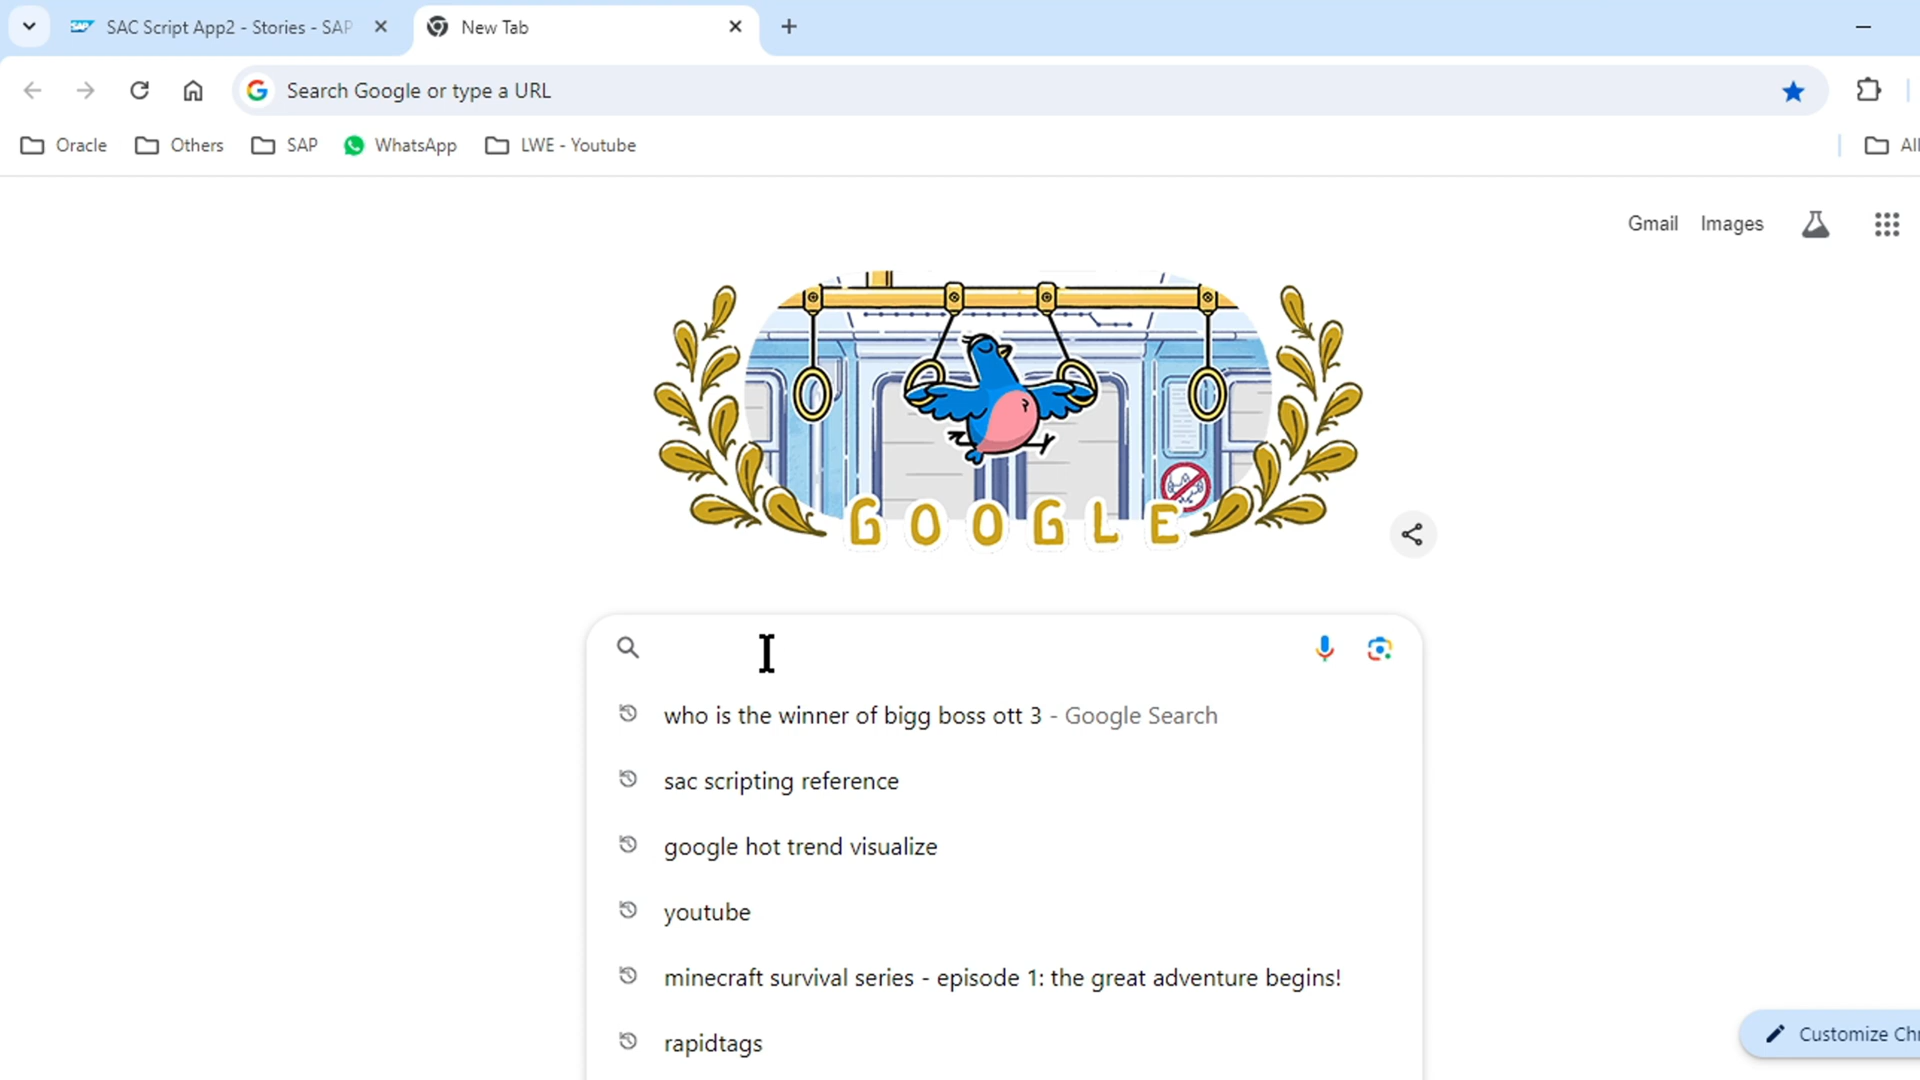 SAP SAC Script App2 - Stories - SAP
New Tab
Search Google or type a URL
Oracle
Others
SAP
WhatsApp
LWE - Youtube
All
Gmail
Images
GOOGLE
who is the winner of bigg boss ott 3 - Google Search
sac scripting reference
google hot trend visualize
youtube
minecraft survival series - episode 1: the great adventure begins!
rapidtags
Customize Chr